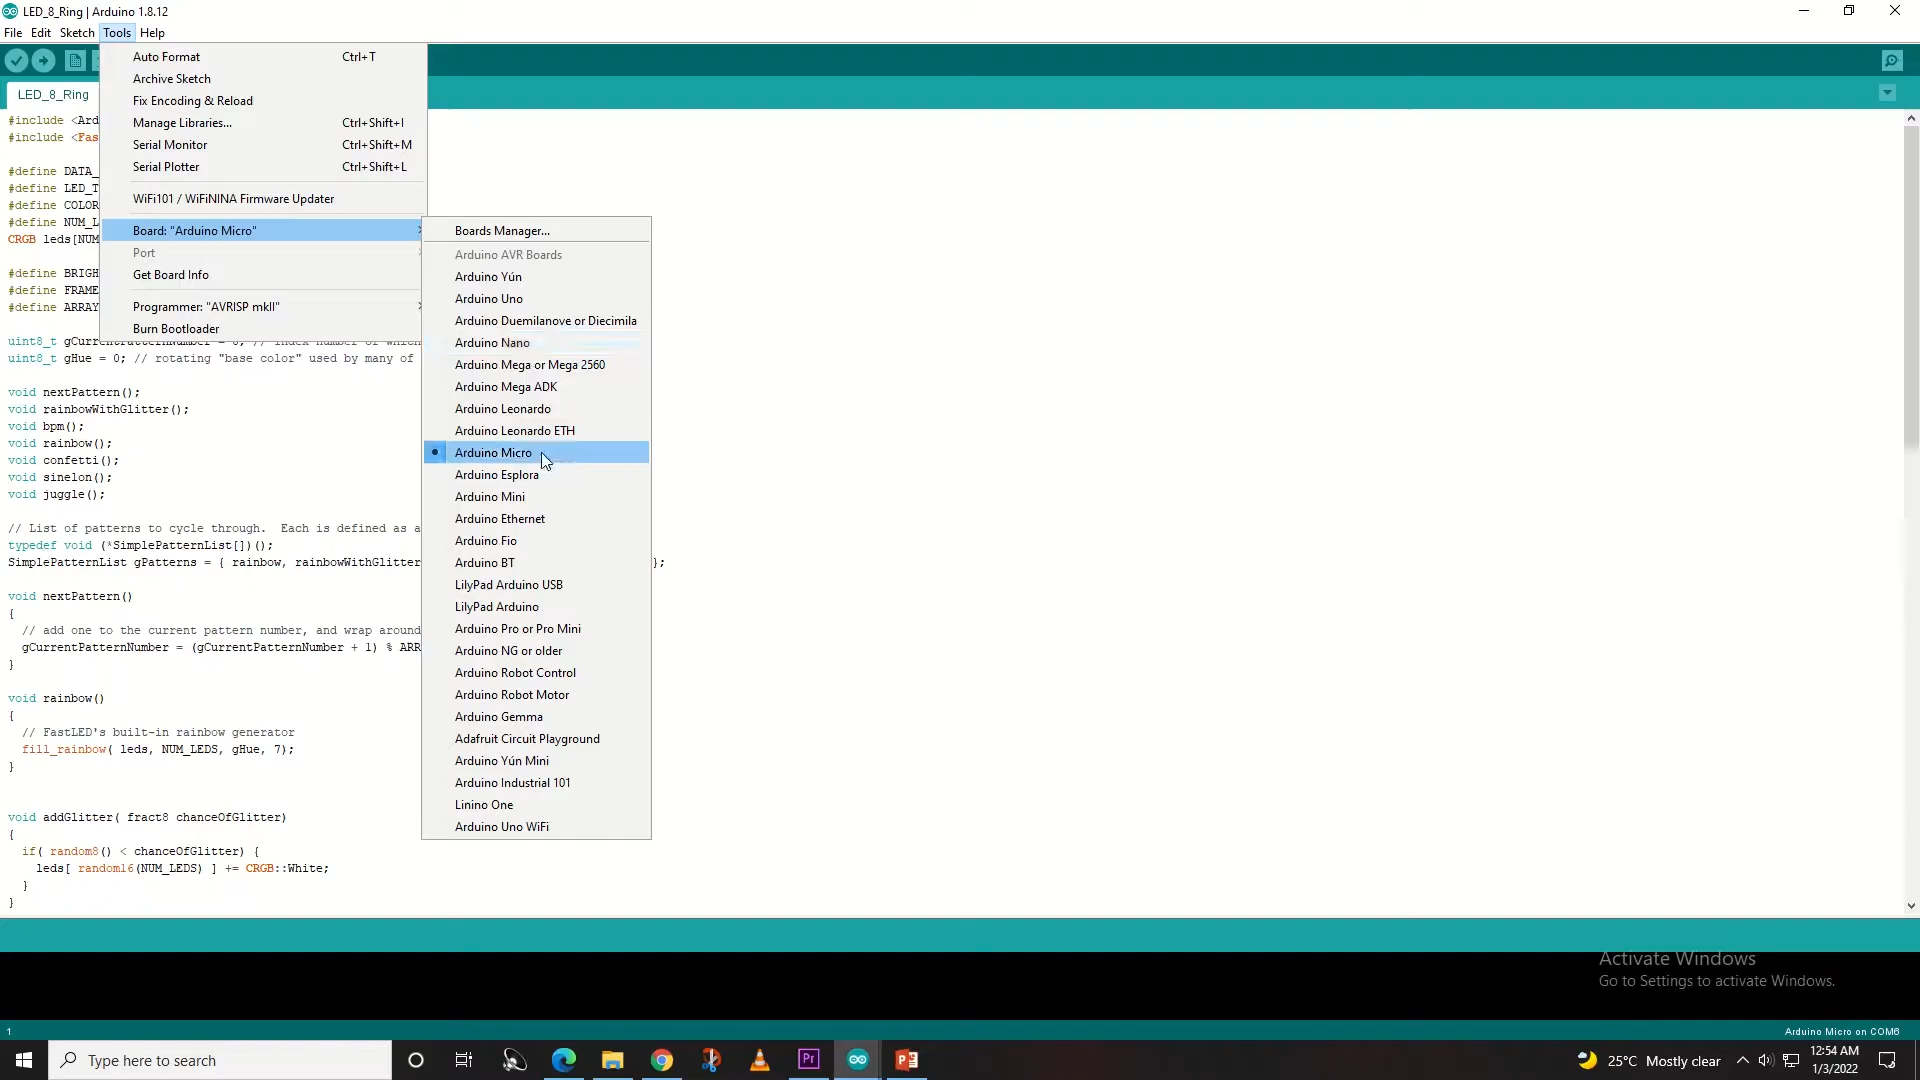 LED_8_Ring | Arduino 1.8.12
File Edit Sketch Tools Help
Auto Format Ctrl+T
Archive Sketch
Fix Encoding & Reload
Manage Libraries... Ctrl+Shift+I
Serial Monitor Ctrl+Shift+M
Serial Plotter Ctrl+Shift+L
WiFi101 / WiFiNINA Firmware Updater
Board: "Arduino Micro"
Port
Get Board Info
Programmer: "AVRISP mkII"
Burn Bootloader
Boards Manager...
Arduino AVR Boards
Arduino Yún
Arduino Uno
Arduino Duemilanove or Diecimila
Arduino Nano
Arduino Mega or Mega 2560
Arduino Mega ADK
Arduino Leonardo
Arduino Leonardo ETH
Arduino Micro
Arduino Esplora
Arduino Mini
Arduino Ethernet
Arduino Fio
Arduino BT
LilyPad Arduino USB
LilyPad Arduino
Arduino Pro or Pro Mini
Arduino NG or older
Arduino Robot Control
Arduino Robot Motor
Arduino Gemma
Adafruit Circuit Playground
Arduino Yún Mini
Arduino Industrial 101
Linino One
Arduino Uno WiFi
LED_8_Ring
#include <Ard
#include <Fas
#define DATA_
#define LED_T
#define COLOR
#define NUM_L
CRGB leds[NUM
#define BRIGH
#define FRAME
#define ARRAY
uint8_t gCurrentPatternNumber = 0; // Index number of which
uint8_t gHue = 0; // rotating "base color" used by many of
void nextPattern();
void rainbowWithGlitter();
void bpm();
void rainbow();
void confetti();
void sinelon();
void juggle();
// List of patterns to cycle through.  Each is defined as a
typedef void (*SimplePatternList[])();
SimplePatternList gPatterns = { rainbow, rainbowWithGlitter };
void nextPattern()
{
// add one to the current pattern number, and wrap around
gCurrentPatternNumber = (gCurrentPatternNumber + 1) % ARR
}
void rainbow()
{
// FastLED's built-in rainbow generator
fill_rainbow( leds, NUM_LEDS, gHue, 7);
}
void addGlitter( fract8 chanceOfGlitter)
{
if( random8() < chanceOfGlitter) {
leds[ random16(NUM_LEDS) ] += CRGB::White;
}
}
Activate Windows
Go to Settings to activate Windows.
1 Arduino Micro on COM6
Type here to search
Pr
25°C Mostly clear
12:54 AM
1/3/2022